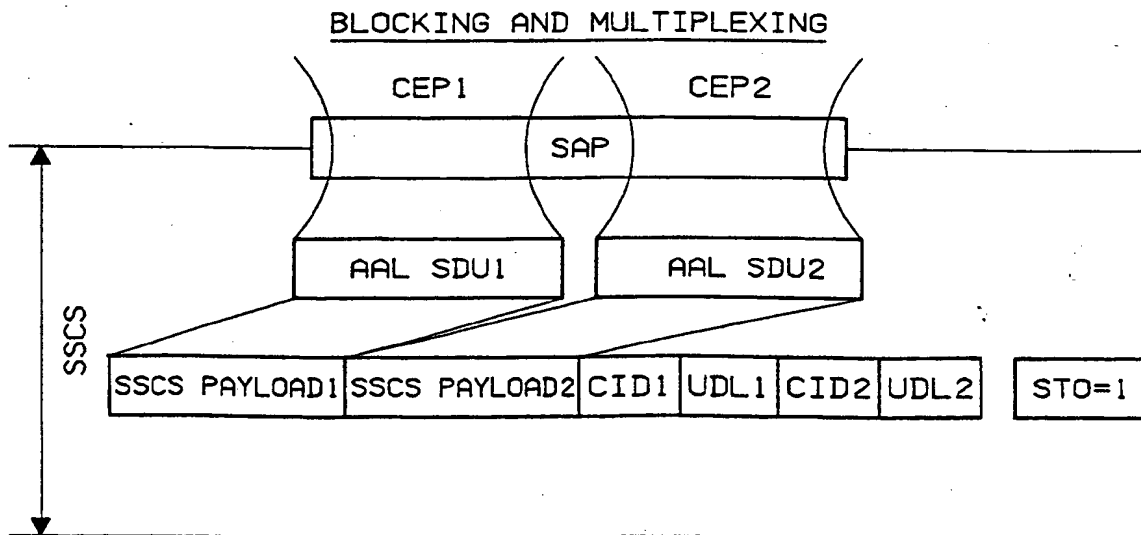 BLOCKING AND MULTIPLEXING
CEP1 CEP2
SAP
AAL SDU1 AAL SDU2
SSCS
SSCS PAYLOAD1 SSCS PAYLOAD2 CID1 UDL1 CID2 UDL2 STO=1